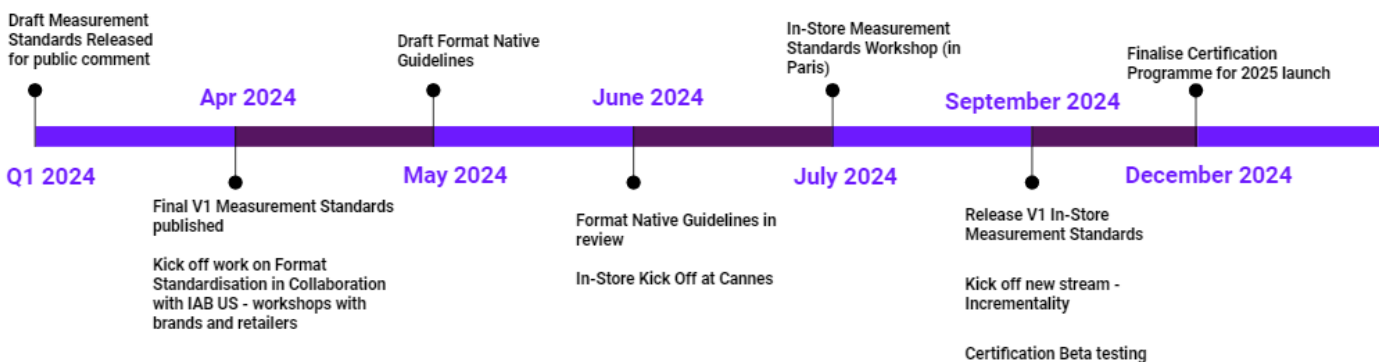 Draft Measurement
Standards Released
for public comment
Q1 2024
Apr 2024
Final V1 Measurement Standards
published
Kick off work on Format
Standardisation in Collaboration
with IAB US - workshops with
brands and retailers
Draft Format Native
Guidelines
May 2024
June 2024
Format Native Guidelines in
review
In-Store Kick Off at Cannes
In-Store Measurement
Standards Workshop (in
Paris)
July 2024
September 2024
Release V1 In-Store
Measurement Standards
Kick off new stream -
Incrementality
Certification Beta testing
Finalise Certification
Programme for 2025 launch
December 2024